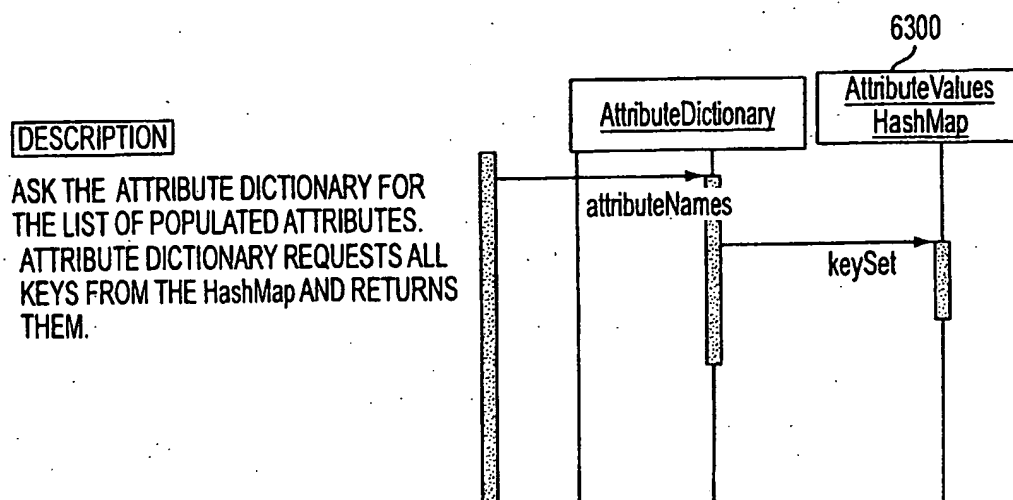 6300
AttributeDictionary
AttributeValues
HashMap
DESCRIPTION
ASK THE ATTRIBUTE DICTIONARY FOR
THE LIST OF POPULATED ATTRIBUTES.
ATTRIBUTE DICTIONARY REQUESTS ALL
KEYS FROM THE HashMap AND RETURNS
THEM.
attributeNames
keySet